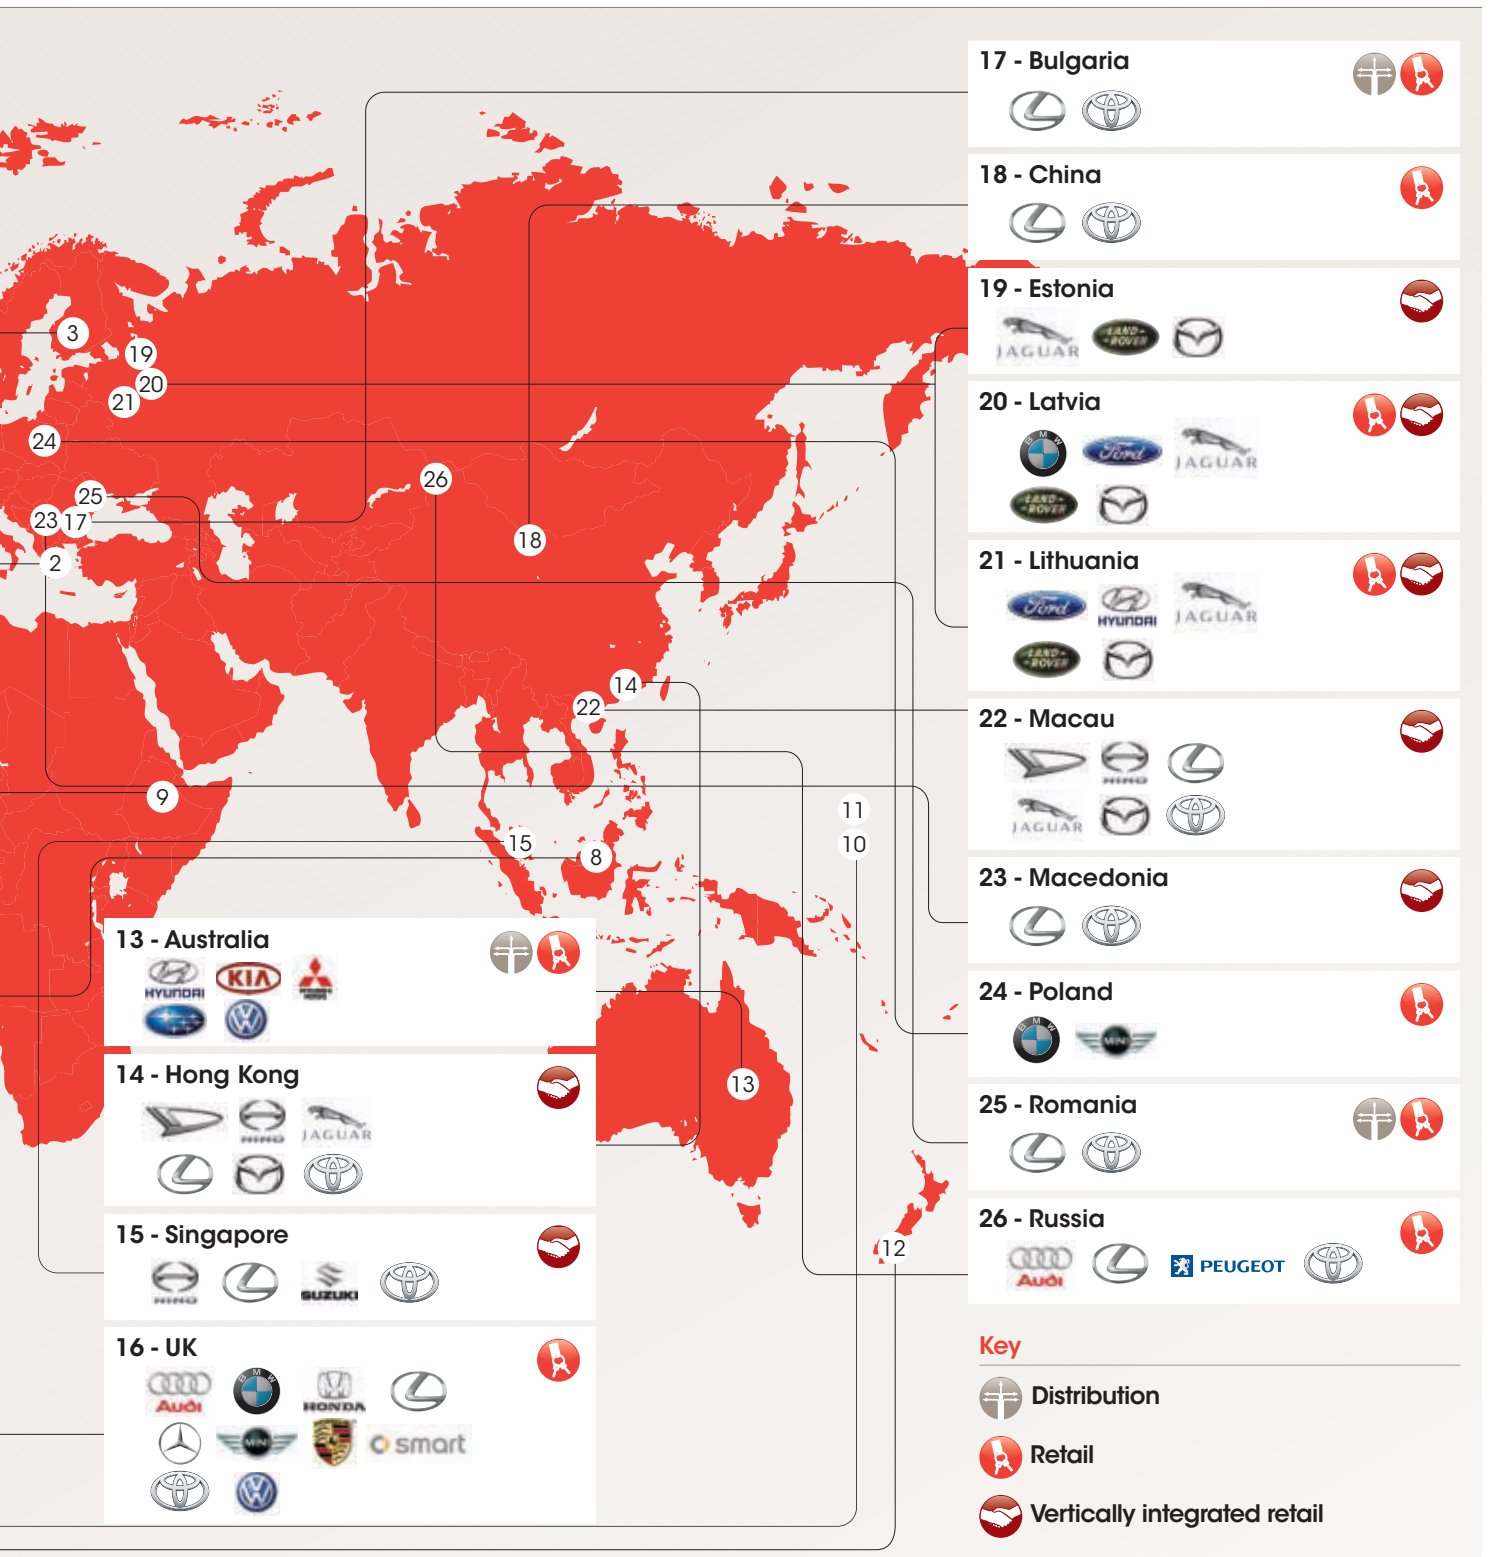 17 - Bulgaria
18 - China
19 - Estonia
JAGUAR
LAND-
-ROVER
20 - Latvia
BMW
Ford
JAGUAR
LAND-
-ROVER
21 - Lithuania
Ford
HYUNDAI
JAGUAR
LAND-
-ROVER
22 - Macau
HINO
JAGUAR
23 - Macedonia
24 - Poland
BMW
MINI
25 - Romania
26 - Russia
Audi
PEUGEOT
Key
Distribution
Retail
Vertically integrated retail
3
19
20
21
24
26
25
23
17
18
2
14
22
9
11
10
15
8
13
12
13 - Australia
HYUNDAI
KIA
14 - Hong Kong
HINO
JAGUAR
15 - Singapore
HINO
SUZUKI
16 - UK
Audi
BMW
HONDA
MINI
smart